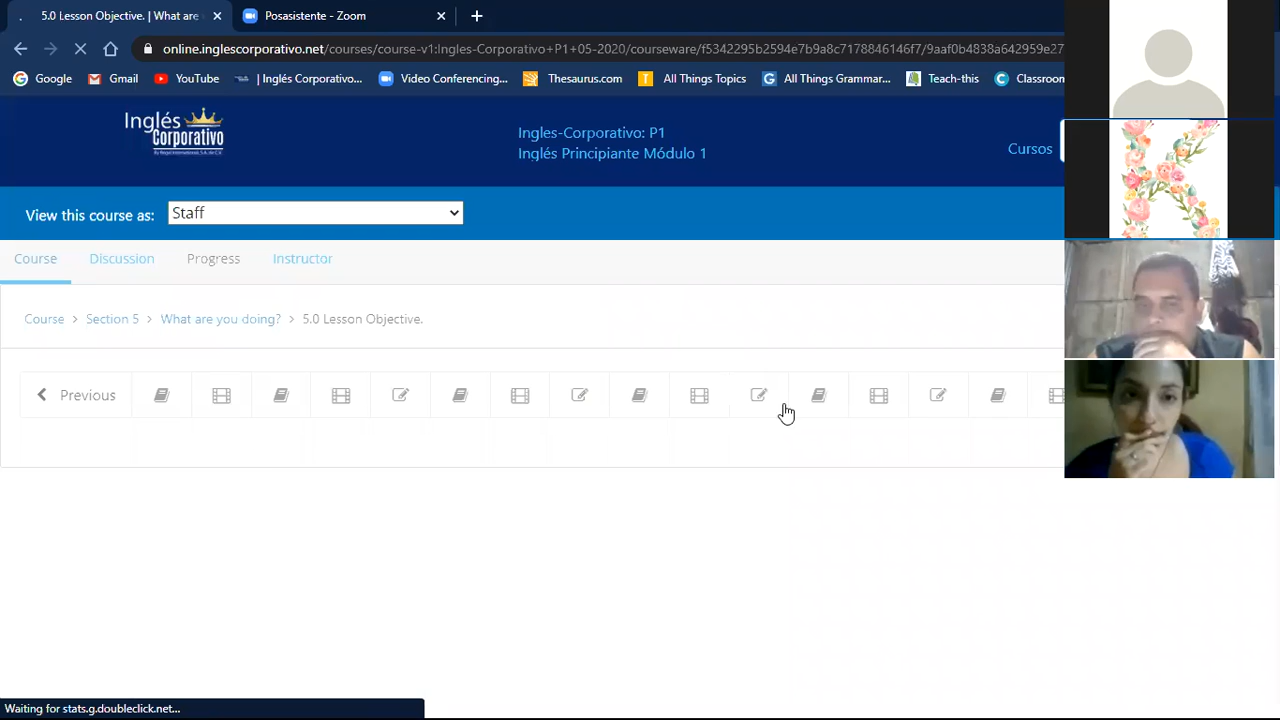 5.0 Lesson Objective. | What are
Posasistente - Zoom
online.inglescorporativo.net/courses/course-v1:Ingles-Corporativo+P1+05-2020/courseware/f5342295b2594e7b9a8c7178846146f7/9aaf0b4838a642959e27
Google
Gmail
YouTube
| Inglés Corporativo...
Video Conferencing...
Thesaurus.com
All Things Topics
All Things Grammar...
Teach-this
Classroom
Inglés
Corporativo
Ingles-Corporativo: P1
Inglés Principiante Módulo 1
Cursos
View this course as:
Staff
Course
Discussion
Progress
Instructor
Course > Section 5 > What are you doing? > 5.0 Lesson Objective.
Previous
Waiting for stats.g.doubleclick.net...